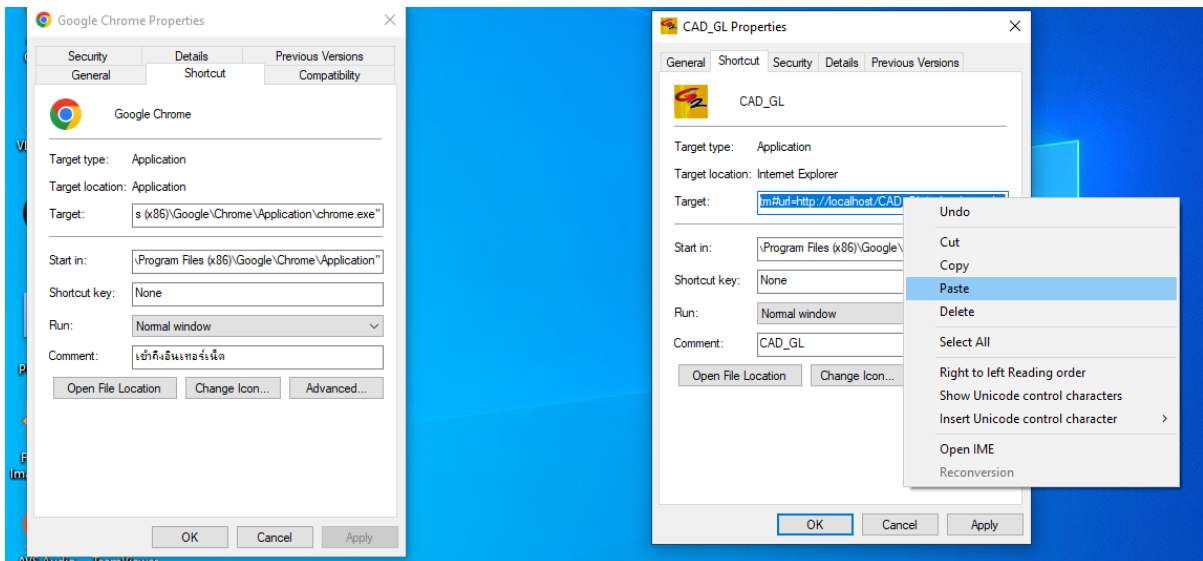 Google Chrome Properties
Security Details Previous Versions
General Shortcut Compatibility
Google Chrome
Target type: Application
Target location: Application
Target: s (x86)\Google\Chrome\Application\chrome.exe"
Start in: \Program Files (x86)\Google\Chrome\Application"
Shortcut key: None
Run: Normal window
Comment: เข้าถึงอินเทอร์เน็ต
Open File Location Change Icon... Advanced...
OK Cancel Apply
CAD_GL Properties
General Shortcut Security Details Previous Versions
G2
CAD_GL
Target type: Application
Target location: Internet Explorer
Target: tm#url=http://localhost/CAD_
Start in: \Program Files (x86)\Google\
Shortcut key: None
Run: Normal window
Comment: CAD_GL
Open File Location Change Icon...
OK Cancel Apply
Undo
Cut
Copy
Paste
Delete
Select All
Right to left Reading order
Show Unicode control characters
Insert Unicode control character
Open IME
Reconversion